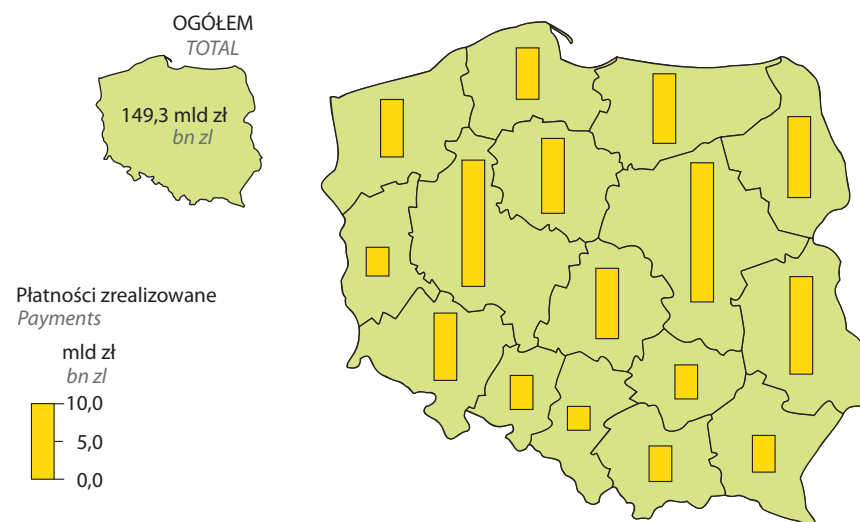 OGÓŁEM
TOTAL
149,3 mld zł
bn zl
Płatności zrealizowane
Payments
mld zł
bn zl
10,0
5,0
0,0